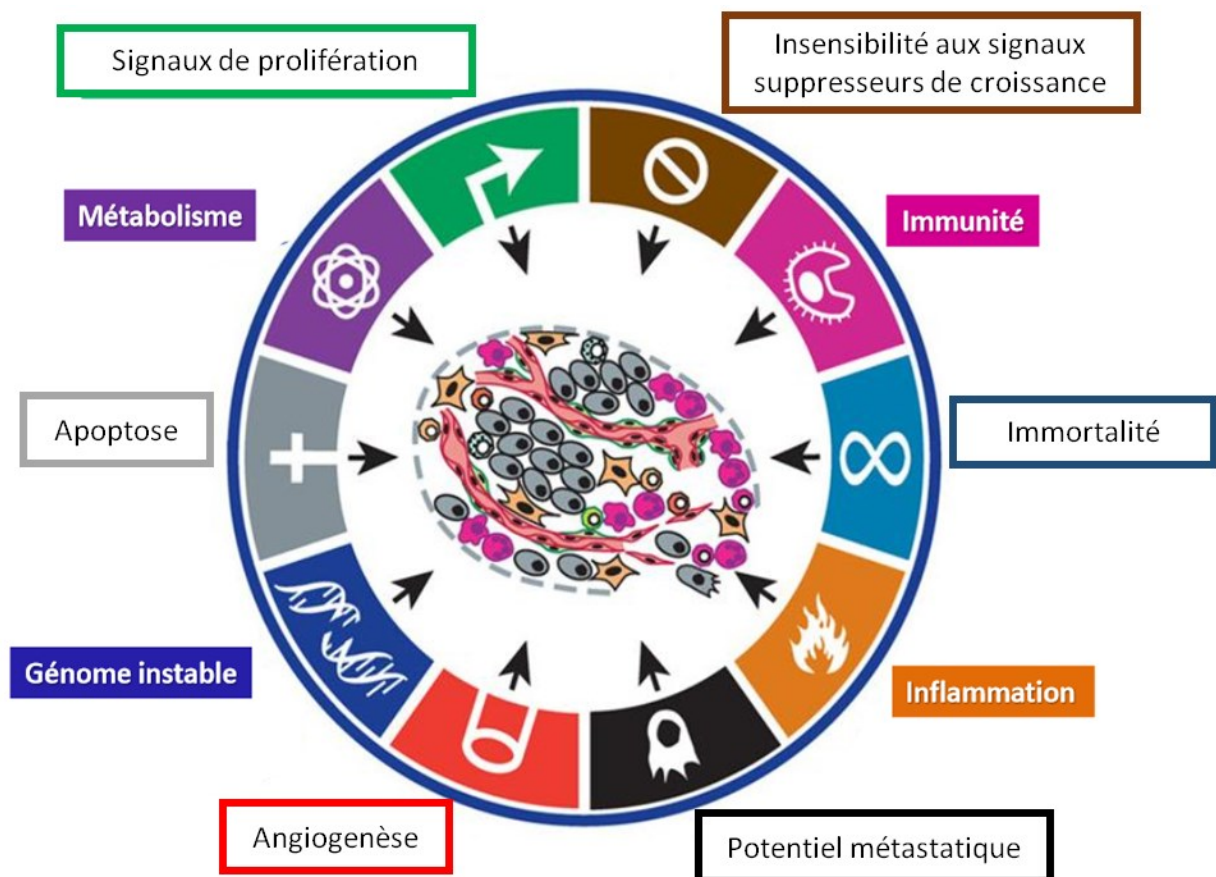 Signaux de prolifération
Insensibilité aux signaux
suppresseurs de croissance
Métabolisme
Immunité
Apoptose
Immortalité
Génome instable
Inflammation
Angiogenèse
Potentiel métastatique